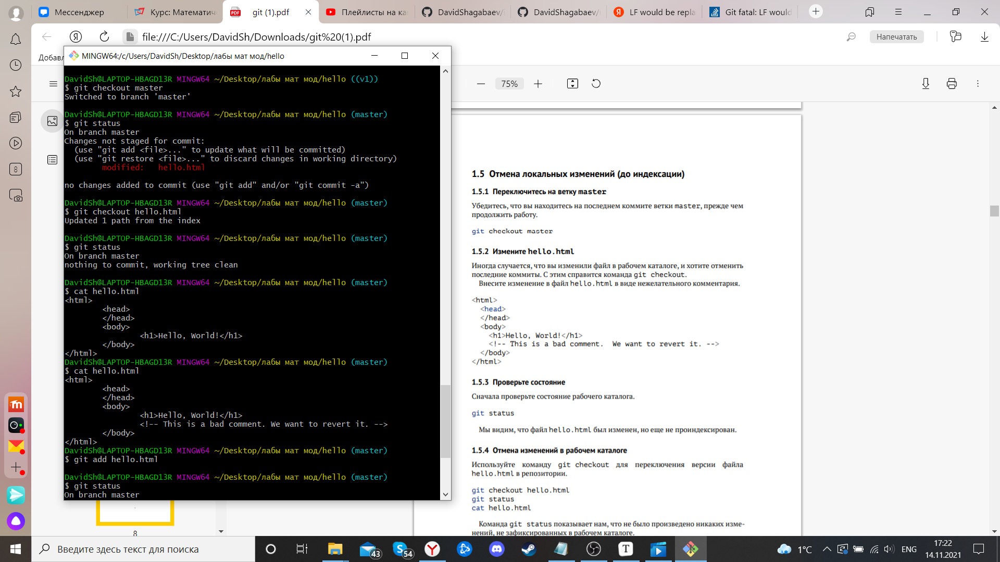 Мессенджер
Курс: Математич
git (1).pdf
Плейлисты на ка
DavidShagabaev/
DavidShagabaev/
LF would be repla
Git fatal: LF would
file:///C:/Users/DavidSh/Downloads/git%20(1).pdf
Напечатать
Добавл
75%
MINGW64:/c/Users/DavidSh/Desktop/лабы мат мод/hello
DavidSh@LAPTOP-HBAGD13R MINGW64 ~/Desktop/лабы мат мод/hello ((v1))
$ git checkout master
Switched to branch 'master'
DavidSh@LAPTOP-HBAGD13R MINGW64 ~/Desktop/лабы мат мод/hello (master)
$ git status
On branch master
Changes not staged for commit:
(use "git add <file>..." to update what will be committed)
(use "git restore <file>..." to discard changes in working directory)
modified: hello.html
no changes added to commit (use "git add" and/or "git commit -a")
DavidSh@LAPTOP-HBAGD13R MINGW64 ~/Desktop/лабы мат мод/hello (master)
$ git checkout hello.html
Updated 1 path from the index
DavidSh@LAPTOP-HBAGD13R MINGW64 ~/Desktop/лабы мат мод/hello (master)
$ git status
On branch master
nothing to commit, working tree clean
DavidSh@LAPTOP-HBAGD13R MINGW64 ~/Desktop/лабы мат мод/hello (master)
$ cat hello.html
<html>
<head>
</head>
<body>
<h1>Hello, World!</h1>
</body>
</html>
DavidSh@LAPTOP-HBAGD13R MINGW64 ~/Desktop/лабы мат мод/hello (master)
$ cat hello.html
<html>
<head>
</head>
<body>
<h1>Hello, World!</h1>
<!-- This is a bad comment. We want to revert it. -->
</body>
</html>
DavidSh@LAPTOP-HBAGD13R MINGW64 ~/Desktop/лабы мат мод/hello (master)
$ git add hello.html
DavidSh@LAPTOP-HBAGD13R MINGW64 ~/Desktop/лабы мат мод/hello (master)
$ git status
On branch master
8
8
1.5 Отмена локальных изменений (до индексации)
1.5.1 Переключитесь на ветку master
Убедитесь, что вы находитесь на последнем коммите ветки master, прежде чем
продолжить работу.
git checkout master
1.5.2 Измените hello.html
Иногда случается, что вы изменили файл в рабочем каталоге, и хотите отменить
последние коммиты. С этим справится команда git checkout.
Внесите изменение в файл hello.html в виде нежелательного комментария.
<html>
<head>
</head>
<body>
<h1>Hello, World!</h1>
<!-- This is a bad comment. We want to revert it. -->
</body>
</html>
1.5.3 Проверьте состояние
Сначала проверьте состояние рабочего каталога.
git status
Мы видим, что файл hello.html был изменен, но еще не проиндексирован.
1.5.4 Отмена изменений в рабочем каталоге
Используйте команду git checkout для переключения версии файла
hello.html в репозитории.
git checkout hello.html
git status
cat hello.html
Команда git status показывает нам, что не было произведено никаких изме-
нений, не зафиксированных в рабочем каталоге.
Введите здесь текст для поиска
43
54
1°C
ENG
17:22
14.11.2021